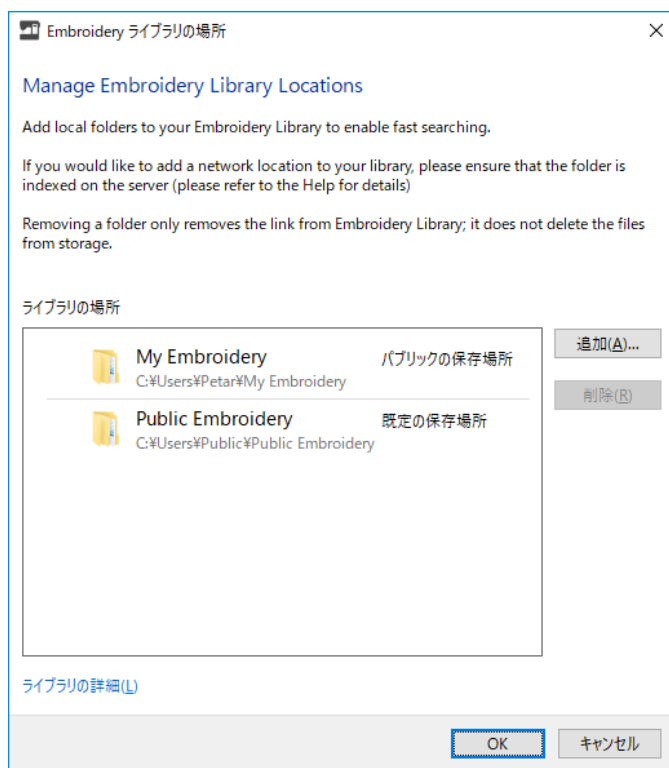 Embroidery ライブラリの場所
Manage Embroidery Library Locations
Add local folders to your Embroidery Library to enable fast searching.
If you would like to add a network location to your library, please ensure that the folder is
indexed on the server (please refer to the Help for details)
Removing a folder only removes the link from Embroidery Library; it does not delete the files
from storage.
ライブラリの場所
My Embroidery パブリックの保存場所
C:¥Users¥Petar¥My Embroidery
Public Embroidery 既定の保存場所
C:¥Users¥Public¥Public Embroidery
追加(A)...
削除(R)
ライブラリの詳細(L)
OK キャンセル